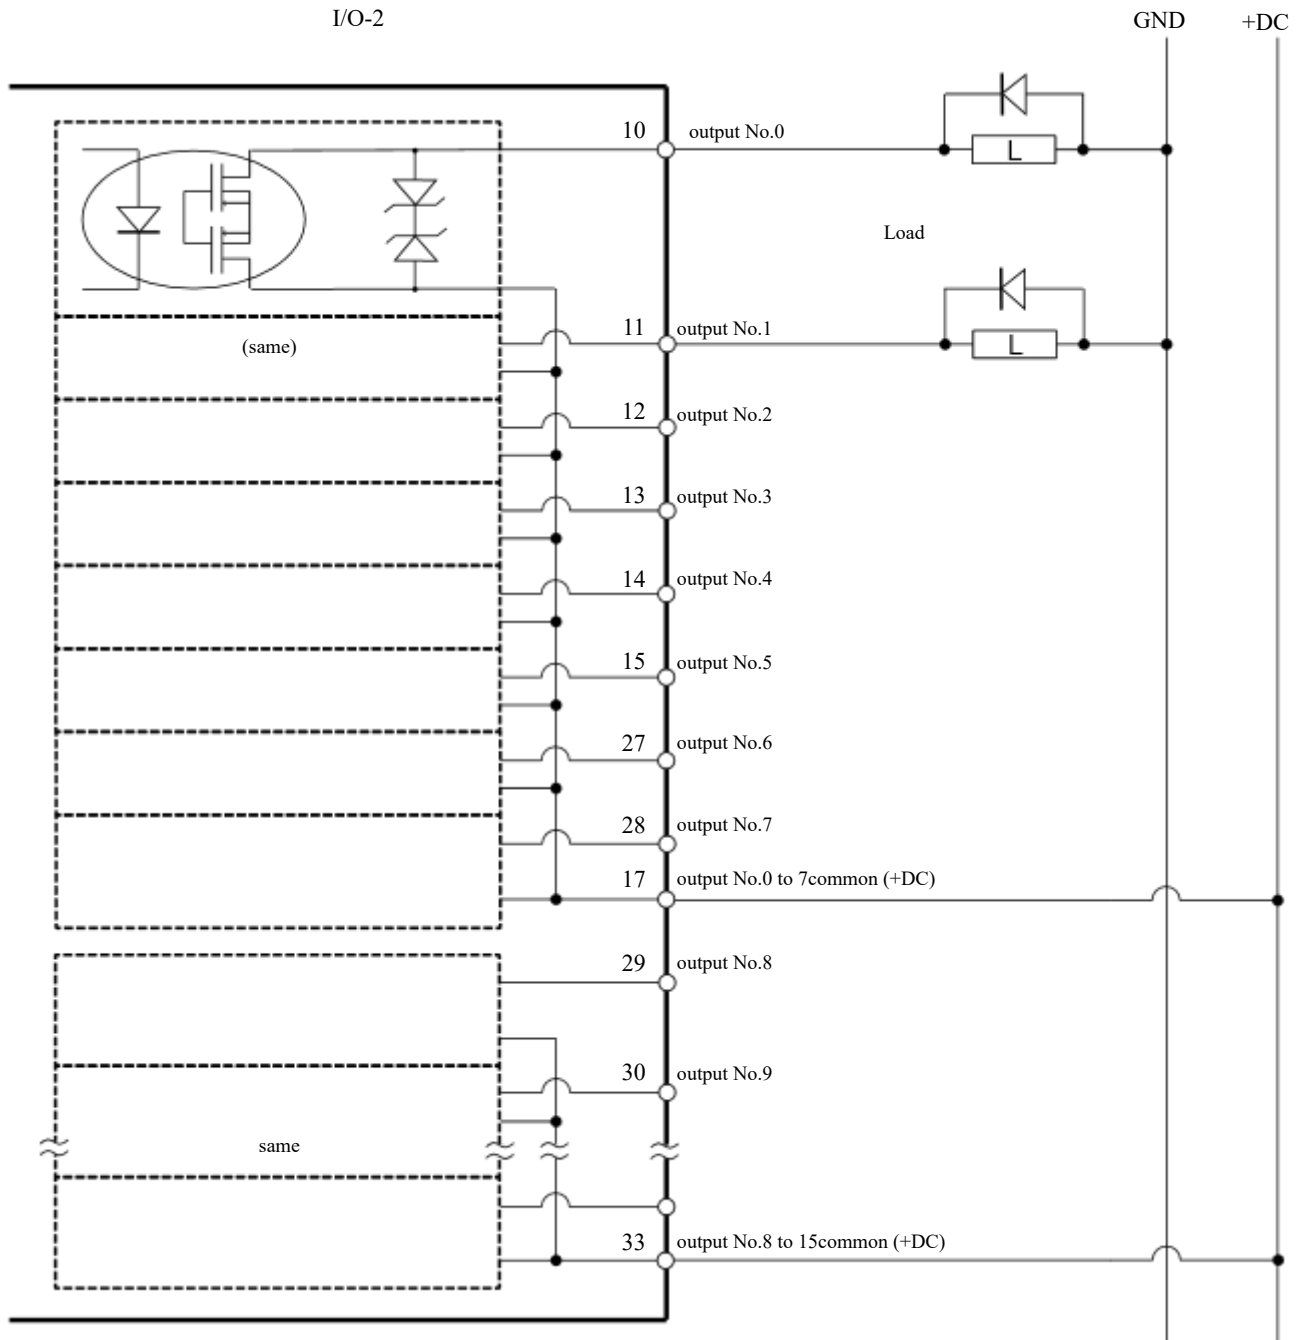 I/O-2
GND
+DC
10
output No.0
L
Load
11
output No.1
(same)
L
12
output No.2
13
output No.3
14
output No.4
15
output No.5
27
output No.6
28
output No.7
17
output No.0 to 7common (+DC)
29
output No.8
30
output No.9
same
33
output No.8 to 15common (+DC)